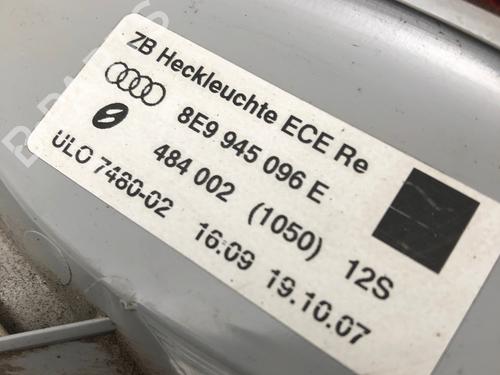 ZB Heckleuchte ECE Re
8E9 945 096 E
484 002 (1050) 12S
ULO 7480-02 16:09 19.10.07